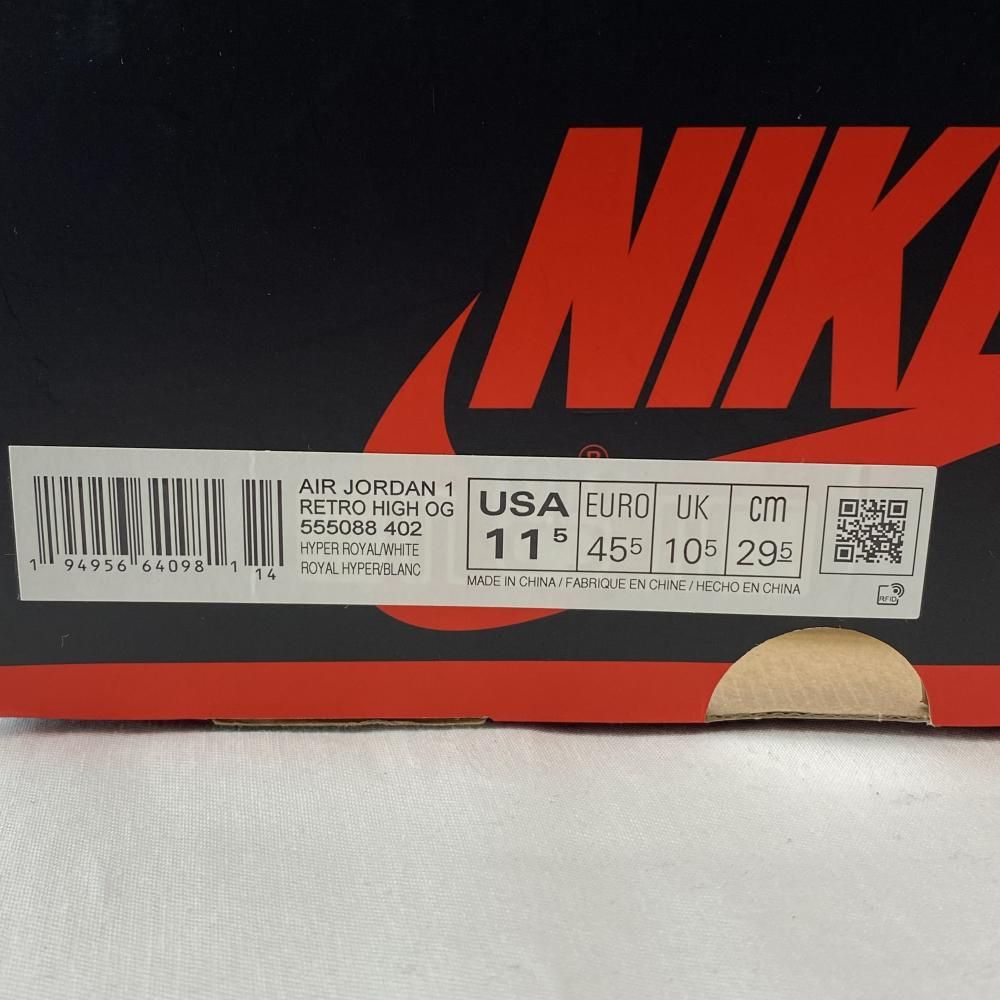 NIKE
®
AIR JORDAN 1
RETRO HIGH OG
555088 402
HYPER ROYAL/WHITE
ROYAL HYPER/BLANC
1 94956 64098 1 14
USA EURO UK cm
11 5 45 5 10 5 29 5
MADE IN CHINA / FABRIQUE EN CHINE / HECHO EN CHINA
RFID